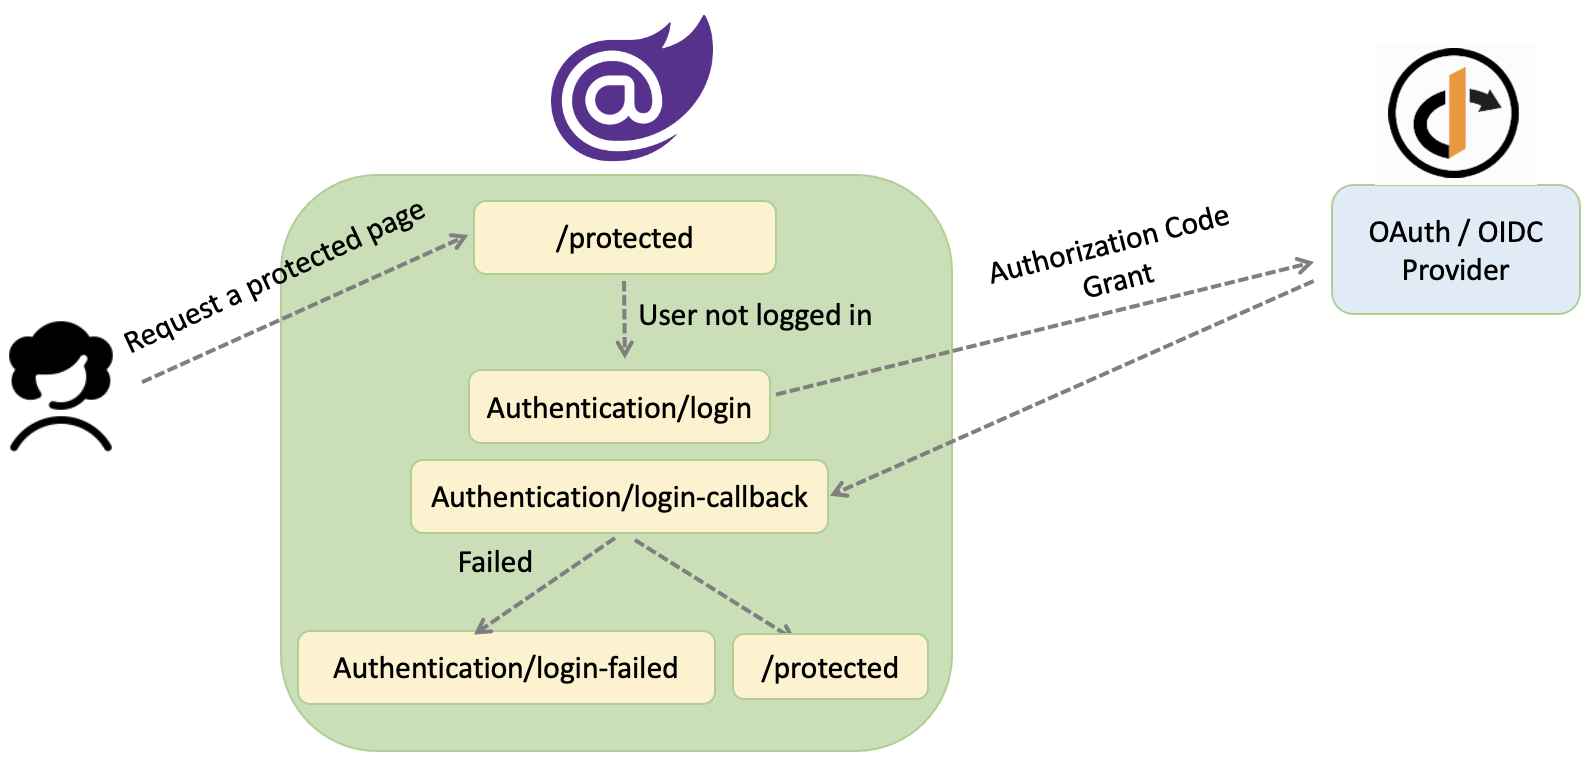 Request a protected page
/protected
User not logged in
Authentication/login
Authorization Code
Grant
OAuth / OIDC
Provider
Authentication/login-callback
Failed
Authentication/login-failed
/protected